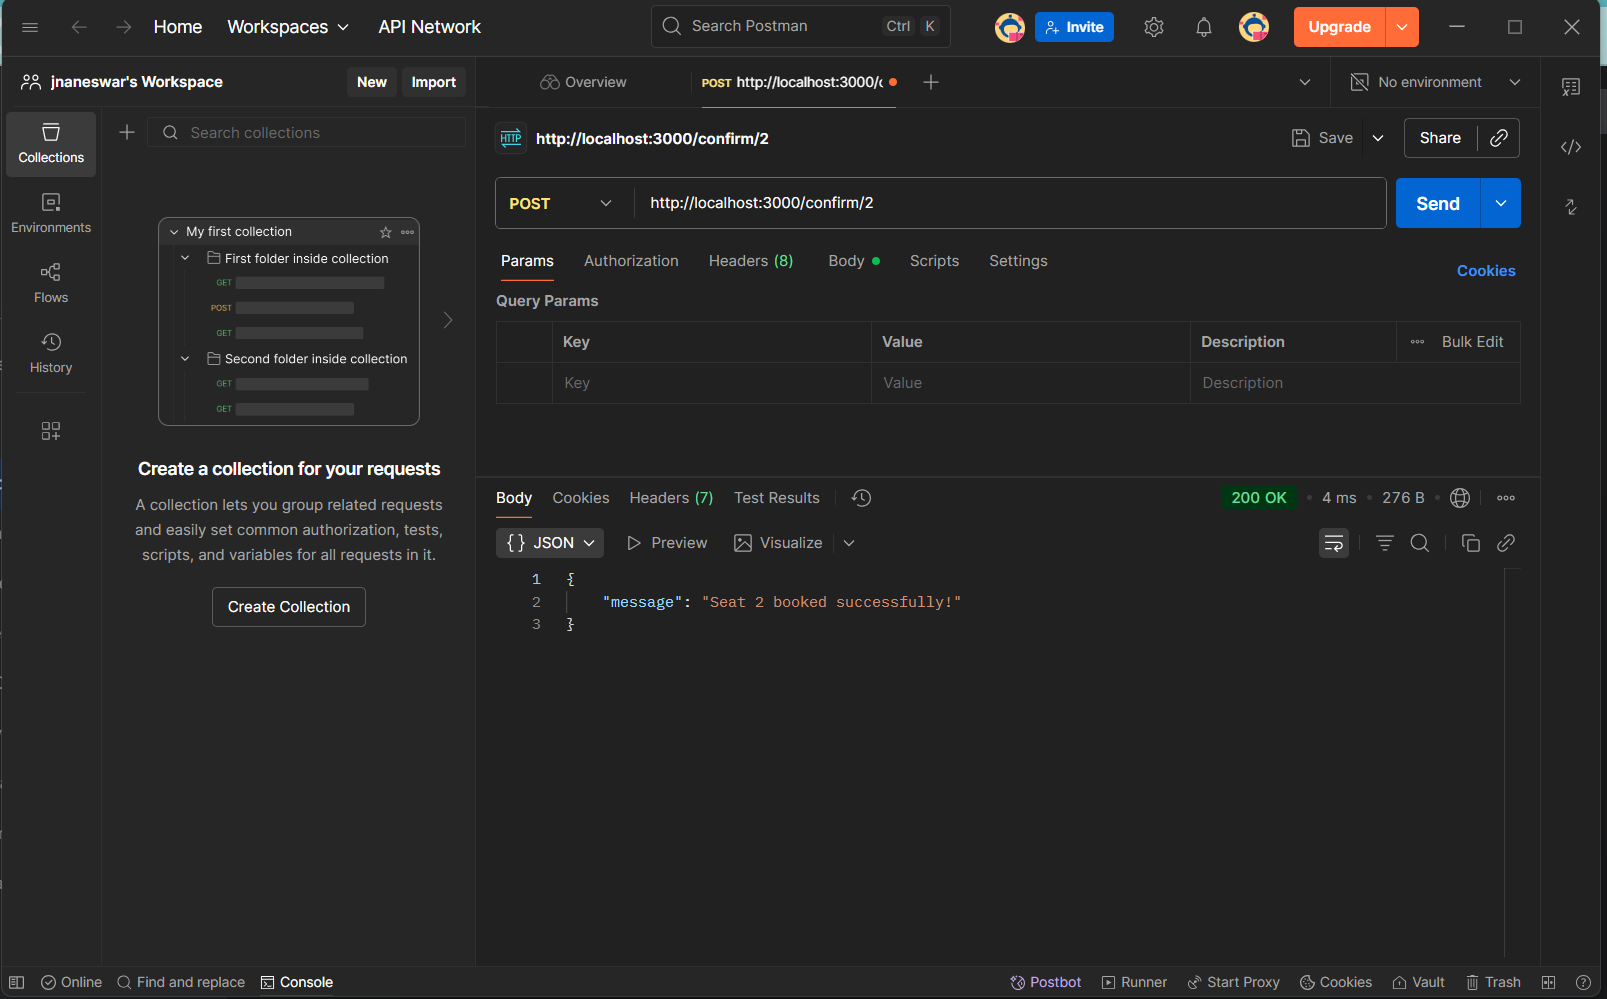 Home Workspaces API Network Search Postman Ctrl K Invite Upgrade
jnaneswar's Workspace New Import Overview POST http://localhost:3000/c No environment
Collections
Environments
Flows
History
Search collections
My first collection
First folder inside collection
GET
POST
GET
Second folder inside collection
GET
GET
Create a collection for your requests
A collection lets you group related requests
and easily set common authorization, tests,
scripts, and variables for all requests in it.
Create Collection
HTTP http://localhost:3000/confirm/2 Save Share
POST http://localhost:3000/confirm/2 Send
Params Authorization Headers (8) Body Scripts Settings Cookies
Query Params
Key Value Description Bulk Edit
Key Value Description
Body Cookies Headers (7) Test Results 200 OK 4 ms 276 B
{} JSON Preview Visualize
1 {
2 "message": "Seat 2 booked successfully!"
3 }
Online Find and replace Console Postbot Runner Start Proxy Cookies Vault Trash